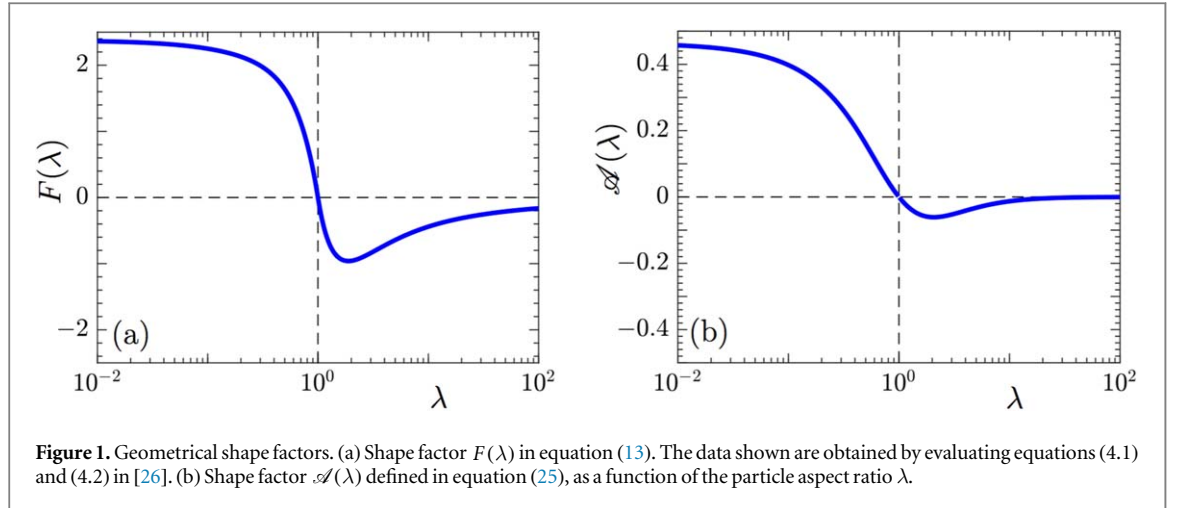 2
0
−2
F(λ)
(a)
10⁻²
10⁰
λ
10²
0.4
0.2
0
−0.2
−0.4
𝒜(λ)
(b)
10⁻²
10⁰
λ
10²
Figure 1. Geometrical shape factors. (a) Shape factor F(λ) in equation (13). The data shown are obtained by evaluating equations (4.1)
and (4.2) in [26]. (b) Shape factor 𝒜(λ) defined in equation (25), as a function of the particle aspect ratio λ.